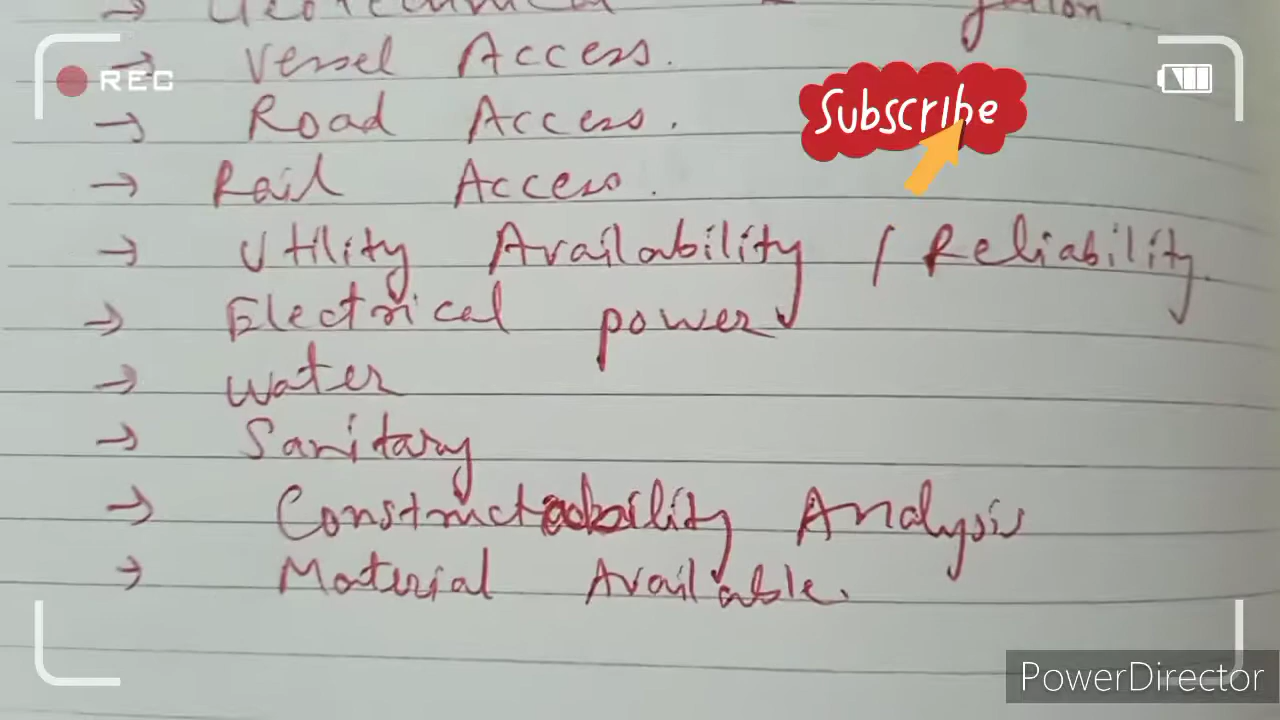 → Vessel Access.
REC
→ Road Access.
Subscribe
→ Rail Access.
→ Utility Availability / Reliability.
→ Electrical power
→ Water
→ Sanitary
→ Constructability Analysis
→ Material Available.
PowerDirector